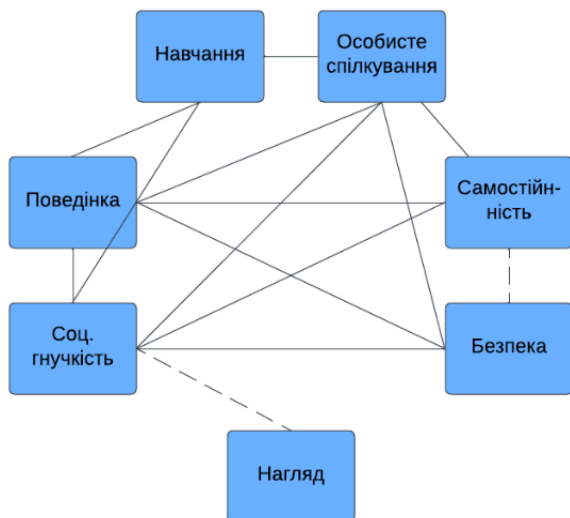 Навчання
Особисте
спілкування
Поведінка
Самостійн-
ність
Соц.
гнучкість
Безпека
Нагляд